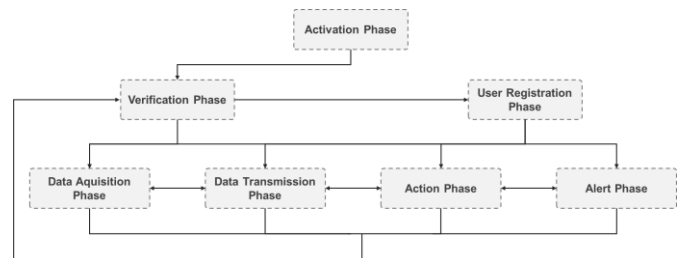 Activation Phase
Verification Phase
User Registration
Phase
Data Aquisition
Phase
Data Transmission
Phase
Action Phase
Alert Phase